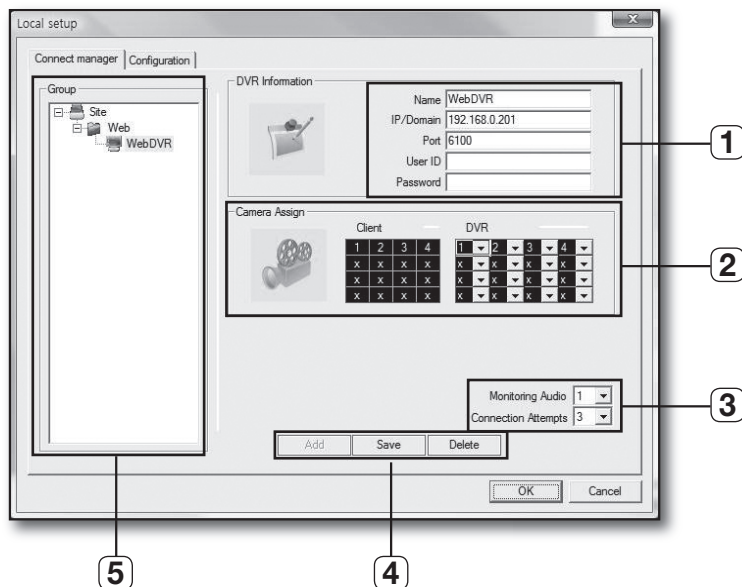 Local setup
x
Connect manager
Configuration
Group
Site
Web
WebDVR
DVR Information
Name WebDVR
IP/Domain 192.168.0.201
Port 6100
User ID
Password
Camera Assign
Client
DVR
1 2 3 4
x x x x
x x x x
x x x x
1 2 3 4
x x x x
x x x x
x x x x
Monitoring Audio 1
Connection Attempts 3
Add Save Delete
OK Cancel
1
2
3
4
5